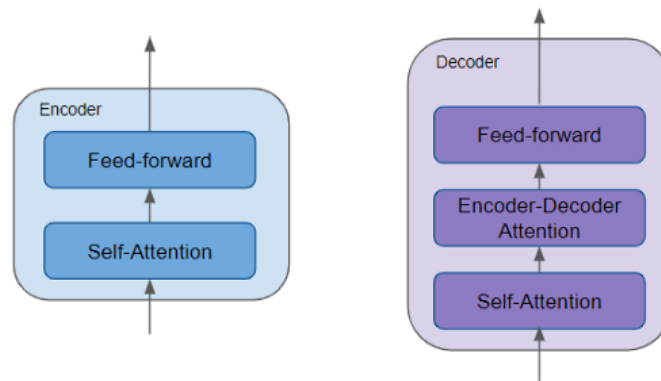 Encoder
Feed-forward
Self-Attention
Decoder
Feed-forward
Encoder-Decoder
Attention
Self-Attention